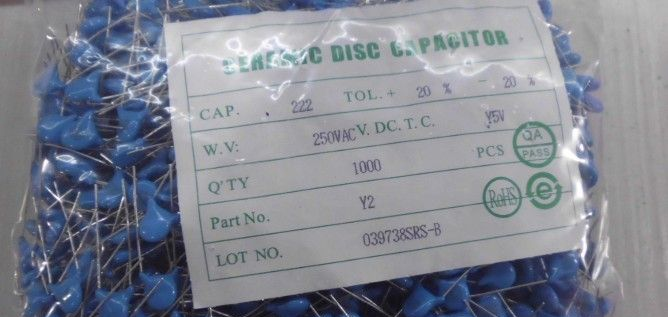 CERAMIC DISC CAPACITOR
CAP. 222 TOL. + 20 % - 20 %
W.V: 250VAC V. DC. T. C. Y5V
Q'TY 1000 PCS
QA
PASS
Part No. Y2
RoHS
e
LOT NO. 039738SRS-B